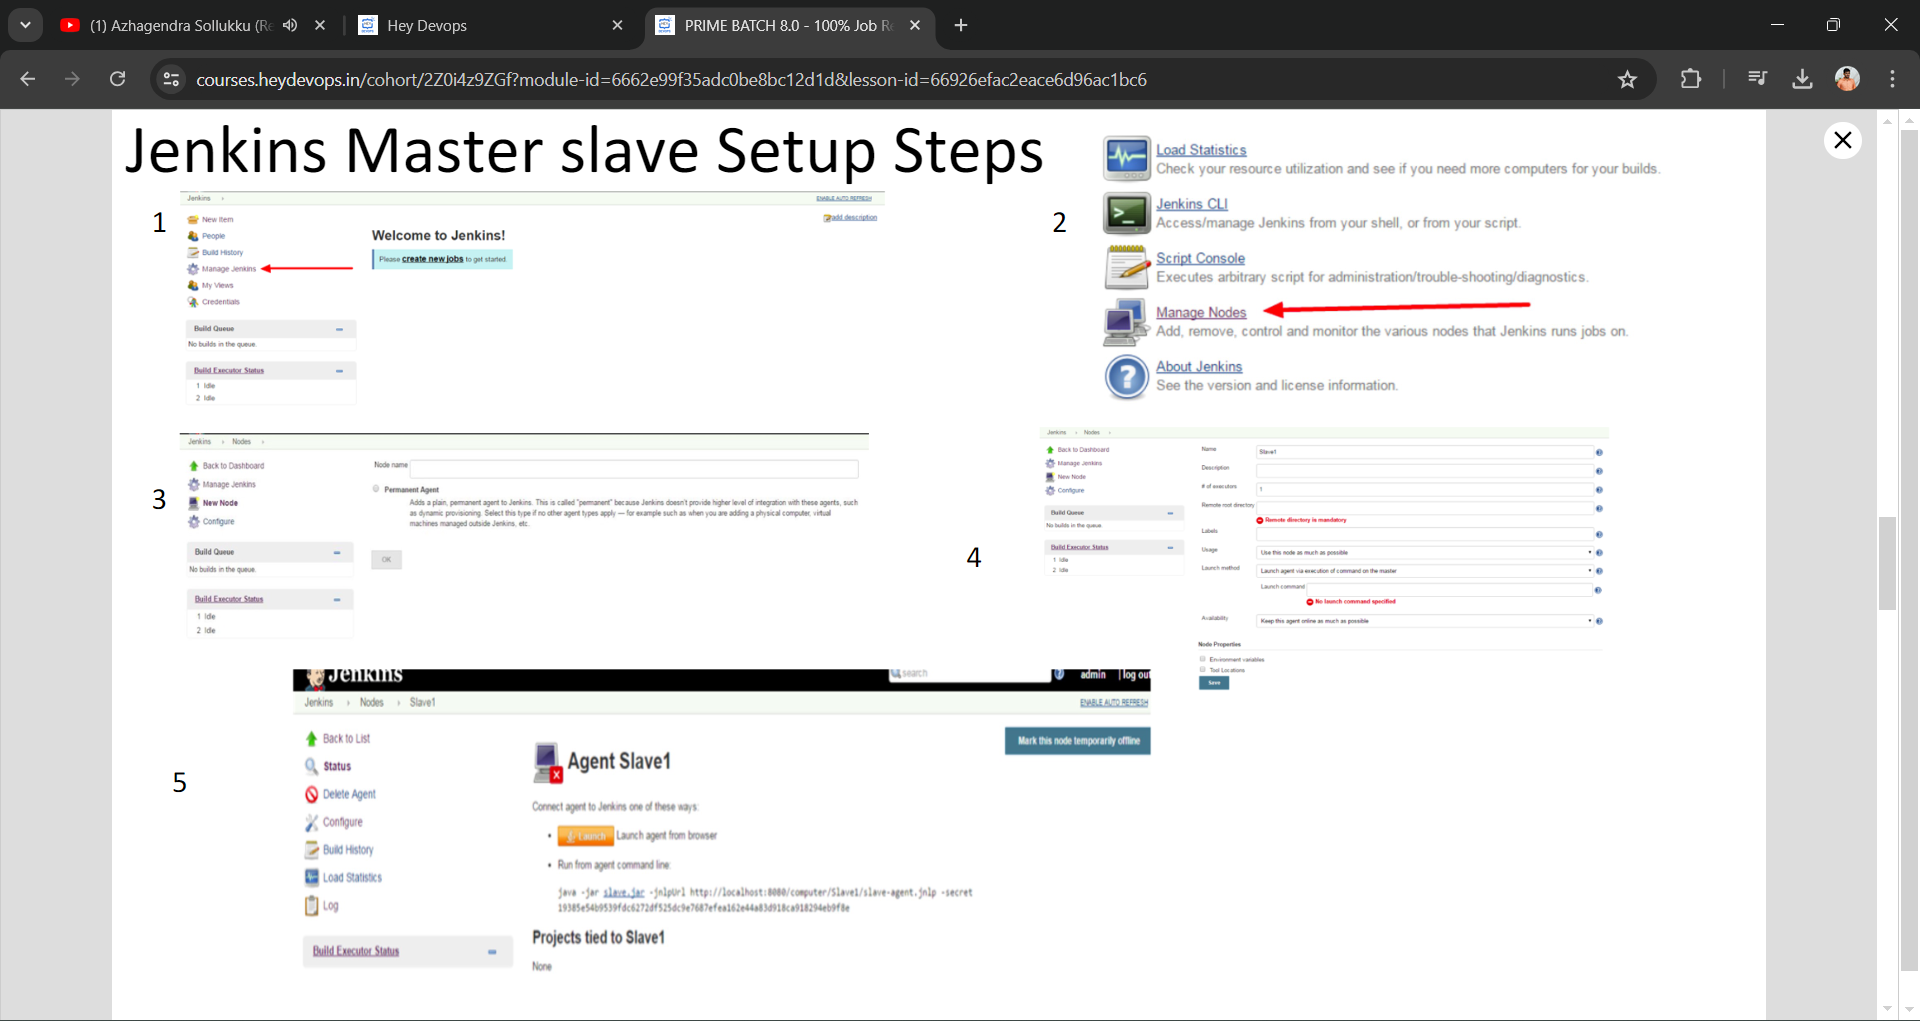 (1) Azhagendra Sollukku (Re
Hey Devops
PRIME BATCH 8.0 - 100% Job R
courses.heydevops.in/cohort/2Z0i4z9ZGf?module-id=6662e99f35adc0be8bc12d1d&lesson-id=66926efac2eace6d96ac1bc6
Jenkins Master slave Setup Steps
1
Jenkins
ENABLE AUTO REFRESH
New Item
People
Build History
Manage Jenkins
My Views
Credentials
add description
Welcome to Jenkins!
Please create new jobs to get started.
Build Queue
No builds in the queue.
Build Executor Status
1 Idle
2 Idle
2
Load Statistics
Check your resource utilization and see if you need more computers for your builds.
Jenkins CLI
Access/manage Jenkins from your shell, or from your script.
Script Console
Executes arbitrary script for administration/trouble-shooting/diagnostics.
Manage Nodes
Add, remove, control and monitor the various nodes that Jenkins runs jobs on.
About Jenkins
See the version and license information.
3
Jenkins Nodes
Back to Dashboard
Manage Jenkins
New Node
Configure
Build Queue
No builds in the queue.
Build Executor Status
1 Idle
2 Idle
Node name
Permanent Agent
Adds a plain, permanent agent to Jenkins. This is called "permanent" because Jenkins doesn't provide higher level of integration with these agents, such
as dynamic provisioning. Select this type if no other agent types apply — for example such as when you are adding a physical computer, virtual
machines managed outside Jenkins, etc.
OK
4
Jenkins Nodes
Back to Dashboard
Manage Jenkins
New Node
Configure
Build Queue
No builds in the queue
Build Executor Status
1 Idle
2 Idle
Name
Slave1
Description
# of executors
1
Remote root directory
Remote directory is mandatory
Labels
Usage
Use this node as much as possible
Launch method
Launch agent via execution of command on the master
Launch command
No launch command specified
Availability
Keep this agent online as much as possible
Node Properties
Environment variables
Tool Locations
Save
5
Jenkins
search
admin
| log out
Jenkins Nodes Slave1
ENABLE AUTO REFRESH
Back to List
Status
Delete Agent
Configure
Build History
Load Statistics
Log
Build Executor Status
Mark this node temporarily offline
Agent Slave1
Connect agent to Jenkins one of these ways:
• Launch Launch agent from browser
• Run from agent command line:
java -jar slave.jar -jnlpUrl http://localhost:8080/computer/Slave1/slave-agent.jnlp -secret
19385e54b9539fdc6272df525dc9e7687efea162e44a83d918ca918294eb9f8e
Projects tied to Slave1
None